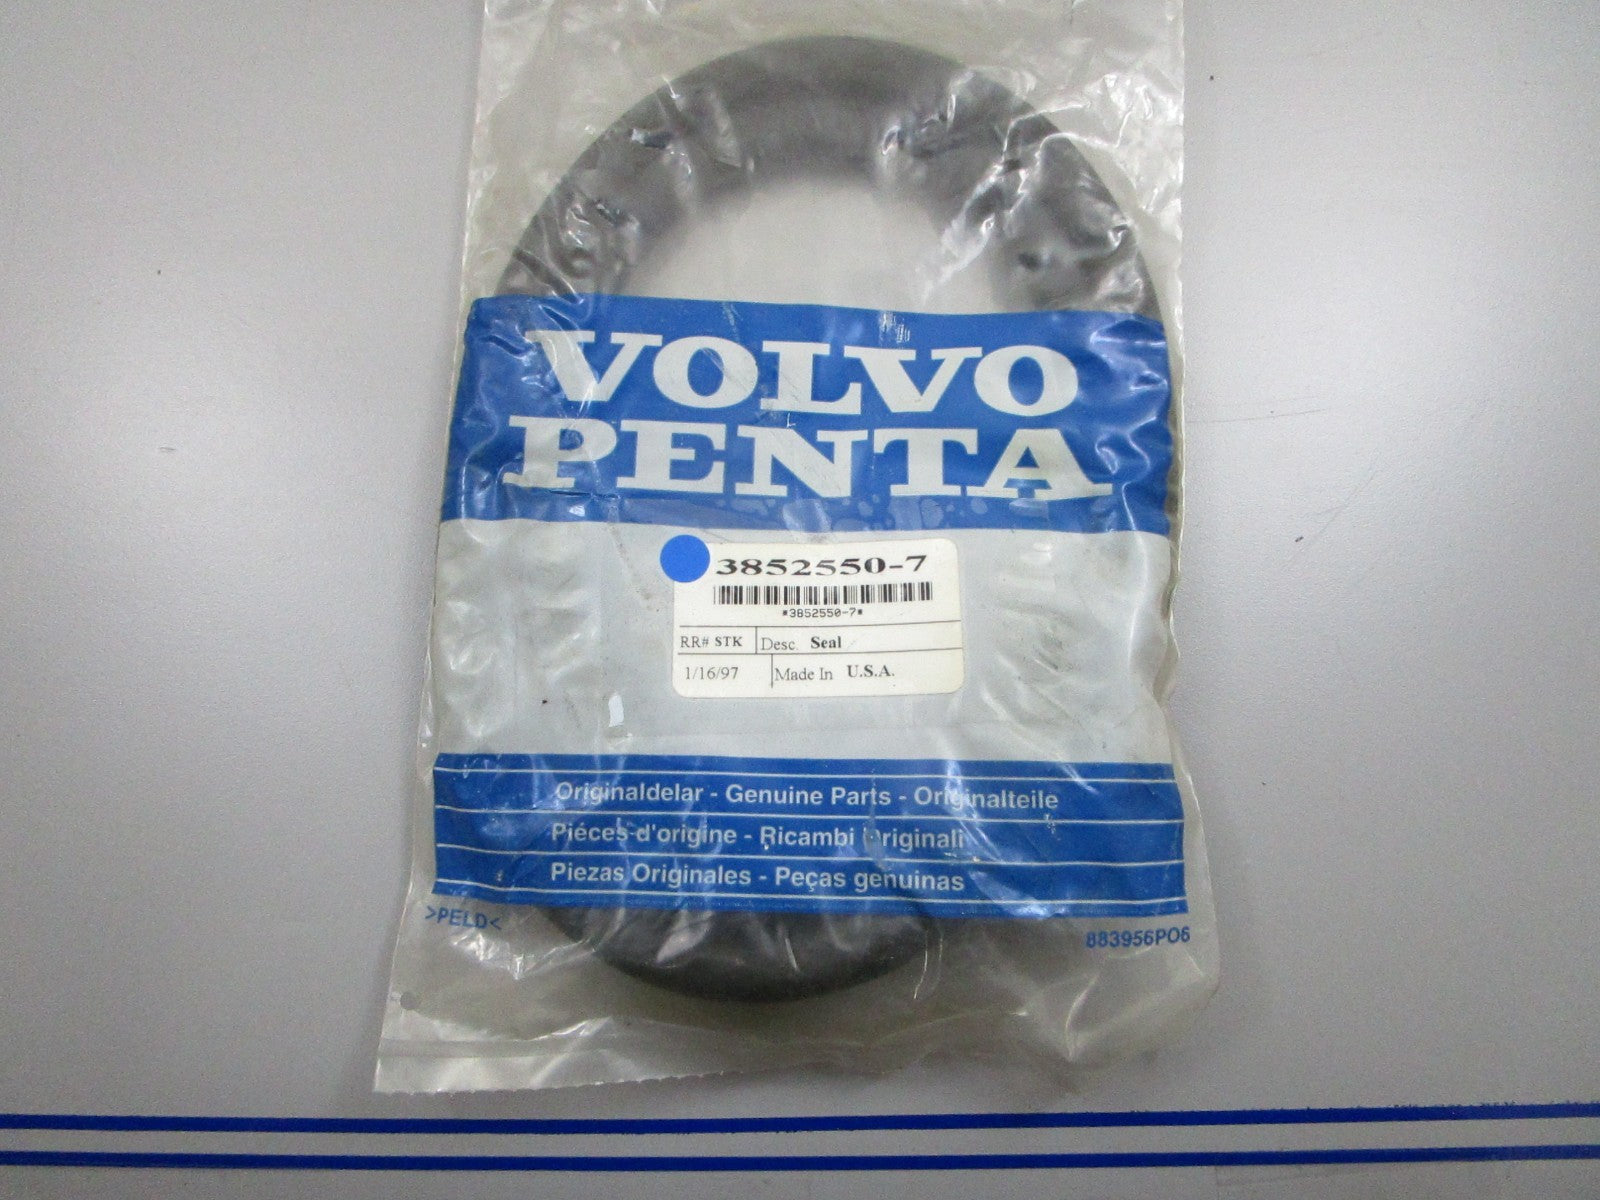 VOLVO
PENTA
3852550-7
*3852550-7*
RR# STK Desc. Seal
1/16/97 Made In U.S.A.
Originaldelar - Genuine Parts - Originalteile
Piéces d'origine - Ricambi Originali
Piezas Originales - Peças genuinas
>PELD<
883956PO6